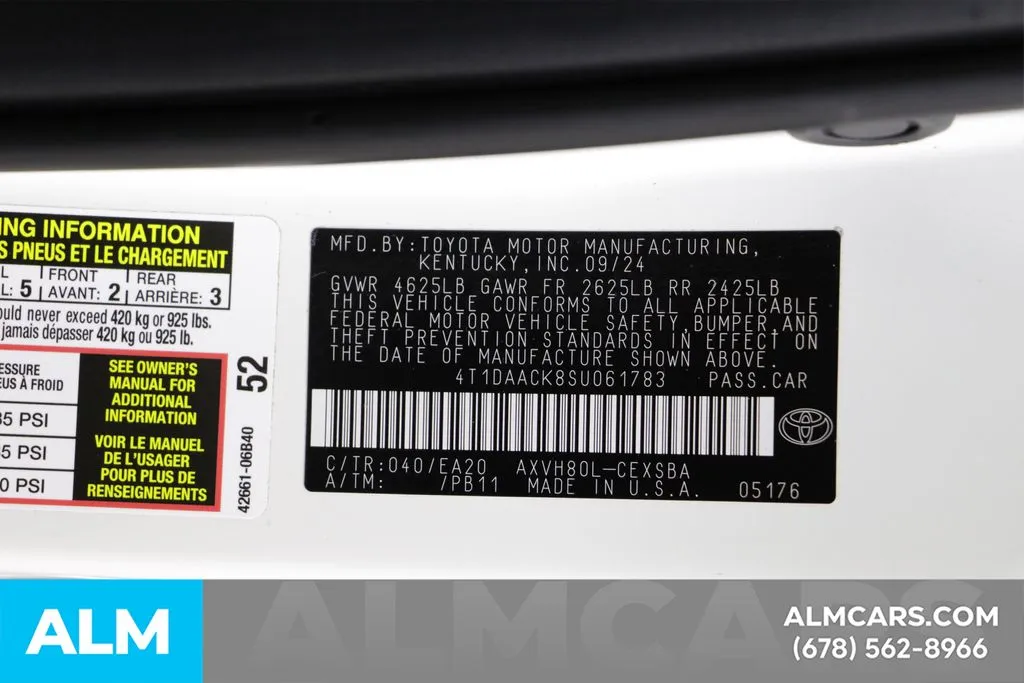 ING INFORMATION
S PNEUS ET LE CHARGEMENT
L
L: 5
FRONT
AVANT: 2
REAR
ARRIÈRE: 3
ould never exceed 420 kg or 925 lbs.
jamais dépasser 420 kg ou 925 lb.
ESSURE
EUS À FROID
35 PSI
35 PSI
0 PSI
SEE OWNER'S
MANUAL FOR
ADDITIONAL
INFORMATION
VOIR LE MANUEL
DE L'USAGER
POUR PLUS DE
RENSEIGNEMENTS
52
42661-06B40
MFD.BY:TOYOTA MOTOR MANUFACTURING,
KENTUCKY,INC.09/24
GVWR 4625LB GAWR FR 2625LB RR 2425LB
THIS VEHICLE CONFORMS TO ALL APPLICABLE
FEDERAL MOTOR VEHICLE SAFETY,BUMPER,AND
THEFT PREVENTION STANDARDS IN EFFECT ON
THE DATE OF MANUFACTURE SHOWN ABOVE.
4T1DAACK8SU061783 PASS.CAR
C/TR:040/EA20 AXVH80L-CEXSBA
A/TM: /PB11 MADE IN U.S.A. 05176
ALM
ALMCARS
ALMCARS.COM
(678) 562-8966